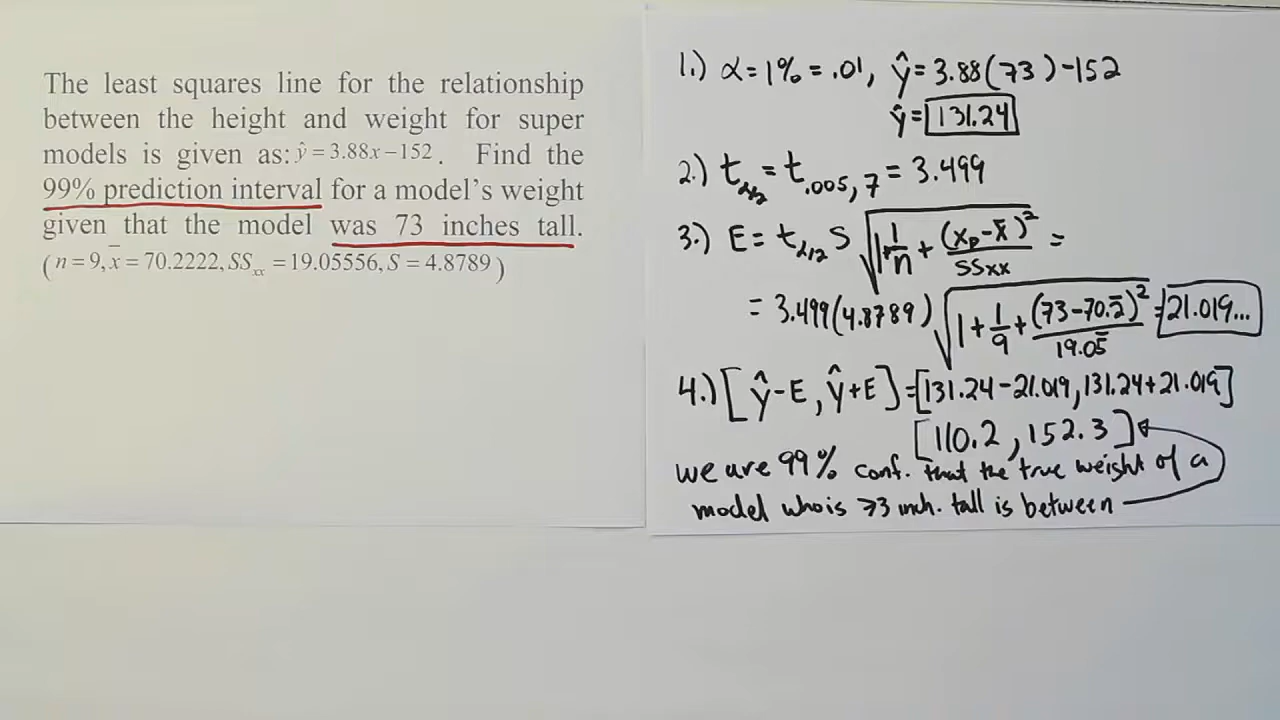 The least squares line for the relationship
between the height and weight for super
models is given as: ŷ = 3.88x − 152 . Find the
99% prediction interval for a model's weight
given that the model was 73 inches tall.
( n = 9, x̄ = 70.2222, SSxx = 19.05556, S = 4.8789 )
1.) α = 1% = .01, ŷ = 3.88(73) − 152
ŷ = 131.24
2.) t α/2 = t .005, 7 = 3.499
3.) E = t α/2 S √(1 + 1/n + (xp − x̄)²/SSxx) =
= 3.499(4.8789) √(1 + 1/9 + (73 − 70.2̄)²/19.05̄) = 21.019...
4.) [ŷ − E, ŷ + E] = [131.24 − 21.019, 131.24 + 21.019]
[110.2, 152.3]
we are 99% conf. that the true weight of a
model who is 73 inch. tall is between